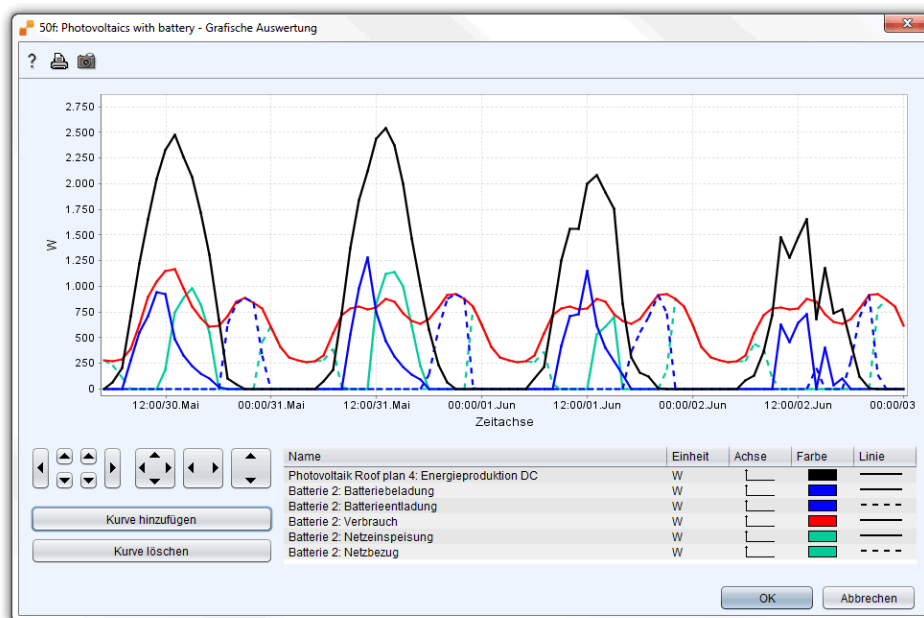 50f: Photovoltaics with battery - Grafische Auswertung
?
2.750
2.500
2.250
2.000
1.750
1.500
1.250
1.000
750
500
250
0
W
12:00/30.Mai 00:00/31.Mai 12:00/31.Mai 00:00/01.Jun 12:00/01.Jun 00:00/02.Jun 12:00/02.Jun 00:00/03
Zeitachse
Name Einheit Achse Farbe Linie
Photovoltaik Roof plan 4: Energieproduktion DC W
Batterie 2: Batteriebeladung W
Batterie 2: Batterieentladung W
Batterie 2: Verbrauch W
Batterie 2: Netzeinspeisung W
Batterie 2: Netzbezug W
Kurve hinzufügen
Kurve löschen
OK Abbrechen